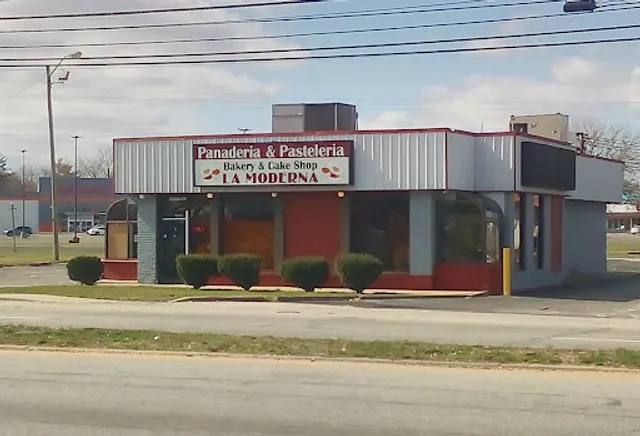 Panaderia & Pasteleria
Bakery & Cake Shop
LA MODERNA